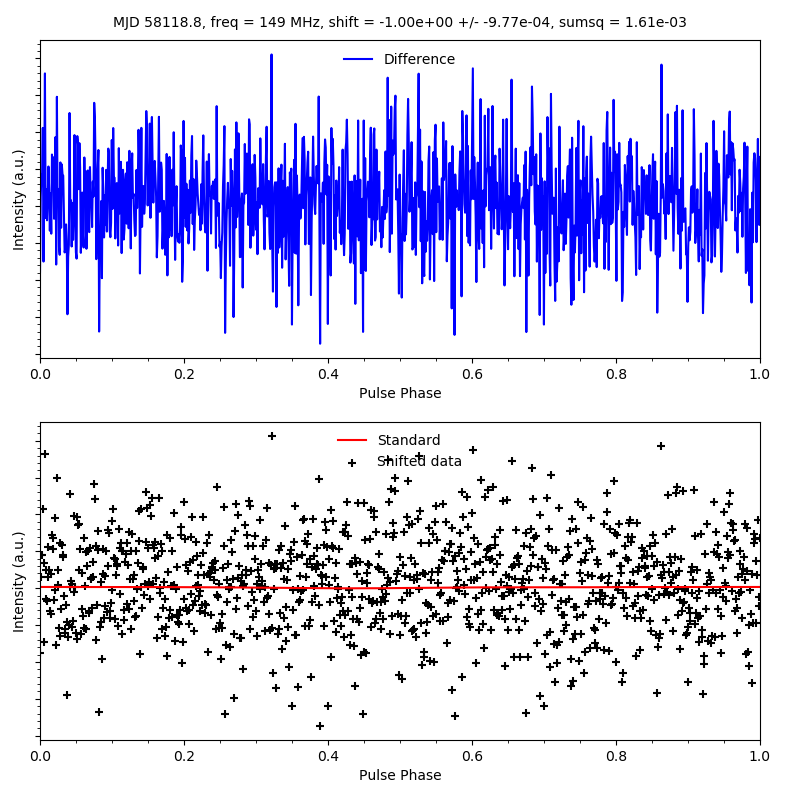 MJD 58118.8, freq = 149 MHz, shift = -1.00e+00 +/- -9.77e-04, sumsq = 1.61e-03
Difference
Intensity (a.u.)
0.0 0.2 0.4 0.6 0.8 1.0
Pulse Phase
Standard
Shifted data
Intensity (a.u.)
0.0 0.2 0.4 0.6 0.8 1.0
Pulse Phase